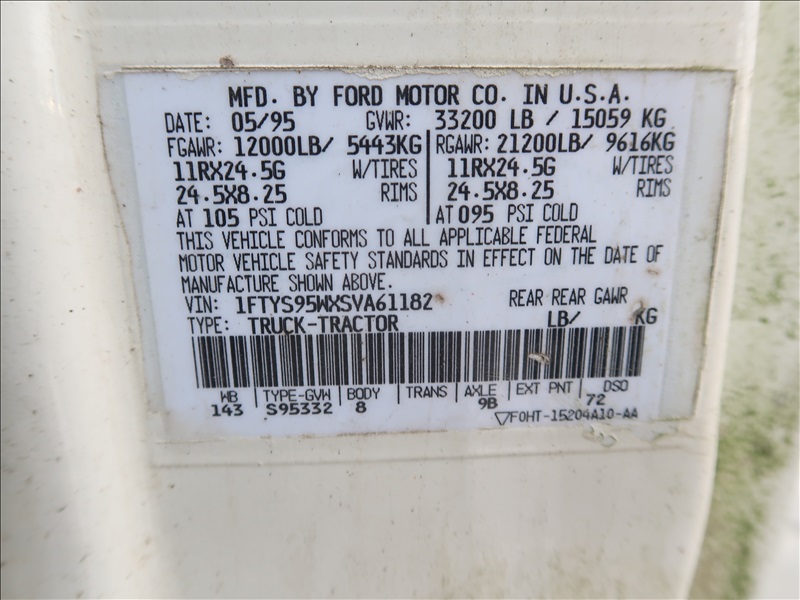 MFD. BY FORD MOTOR CO. IN U.S.A.
DATE: 05/95 GVWR: 33200 LB / 15059 KG
FGAWR: 12000LB/ 5443KG RGAWR: 21200LB/ 9616KG
11RX24.5G W/TIRES 11RX24.5G W/TIRES
24.5X8.25 RIMS 24.5X8.25 RIMS
AT 105 PSI COLD AT 095 PSI COLD
THIS VEHICLE CONFORMS TO ALL APPLICABLE FEDERAL
MOTOR VEHICLE SAFETY STANDARDS IN EFFECT ON THE DATE OF
MANUFACTURE SHOWN ABOVE.
VIN: 1FTYS95WXSVA61182 REAR REAR GAWR
TYPE: TRUCK-TRACTOR LB/ KG
WB TYPE-GVW BODY TRANS AXLE EXT PNT DSO
143 S95332 8 9B 72
F0HT-15204A10-AA